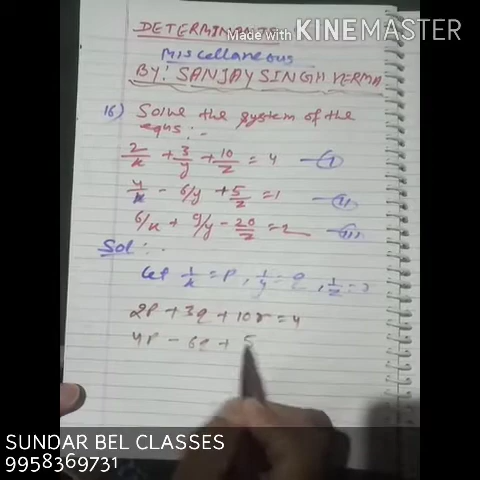 DETERMINANTS
Made with KINEMASTER
Miscellaneous
BY: SANJAY SINGH VERMA
16) Solve the system of the
eqns:-
2/x + 3/y + 10/z = 4 — (I)
4/x - 6/y + 5/z = 1 — (II)
6/x + 9/y - 20/z = 2 — (III)
Sol:-
Let 1/x = P, 1/y = q, 1/z = r
2P + 3q + 10r = 4
4P - 6q + 5
SUNDAR BEL CLASSES
9958369731